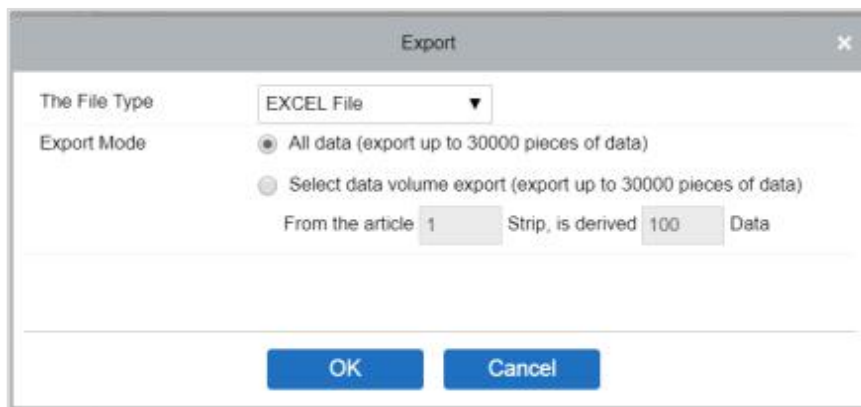 Export
The File Type EXCEL File
Export Mode All data (export up to 30000 pieces of data)
Select data volume export (export up to 30000 pieces of data)
From the article 1 Strip, is derived 100 Data
OK Cancel